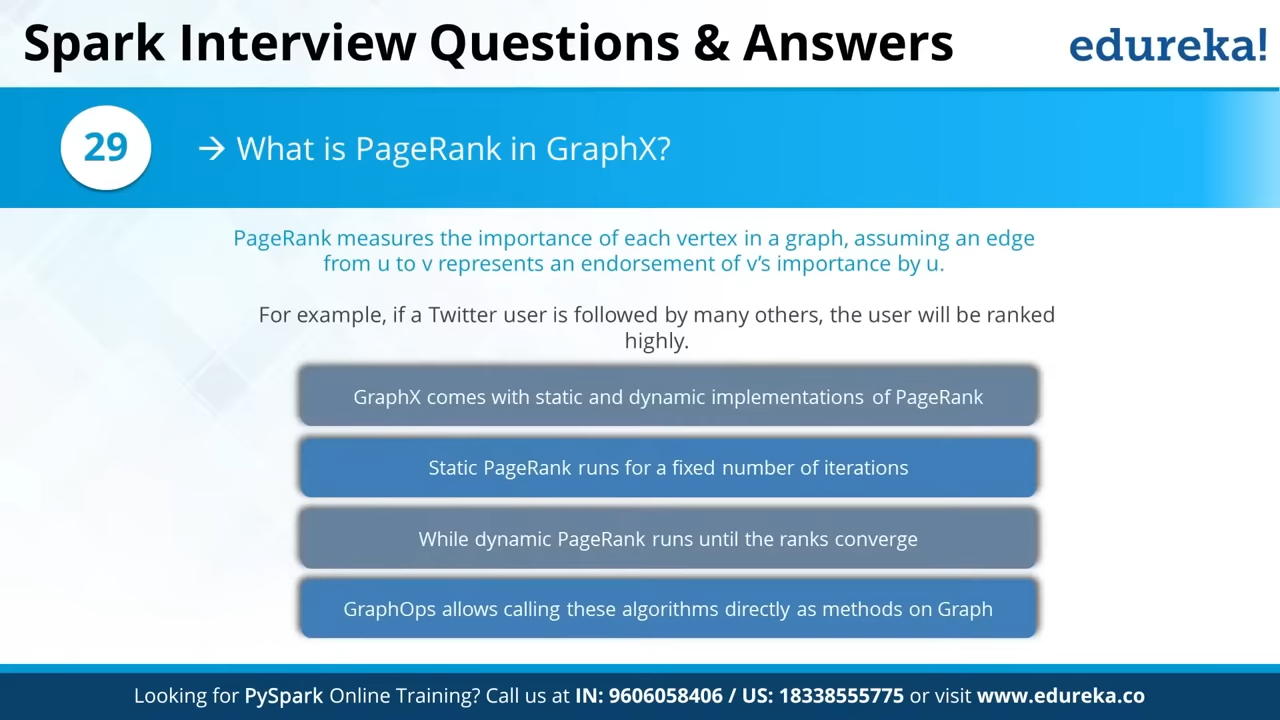 Spark Interview Questions & Answers
edureka!
29
→ What is PageRank in GraphX?
PageRank measures the importance of each vertex in a graph, assuming an edge
from u to v represents an endorsement of v's importance by u.
For example, if a Twitter user is followed by many others, the user will be ranked
highly.
GraphX comes with static and dynamic implementations of PageRank
Static PageRank runs for a fixed number of iterations
While dynamic PageRank runs until the ranks converge
GraphOps allows calling these algorithms directly as methods on Graph
Looking for PySpark Online Training? Call us at IN: 9606058406 / US: 18338555775 or visit www.edureka.co